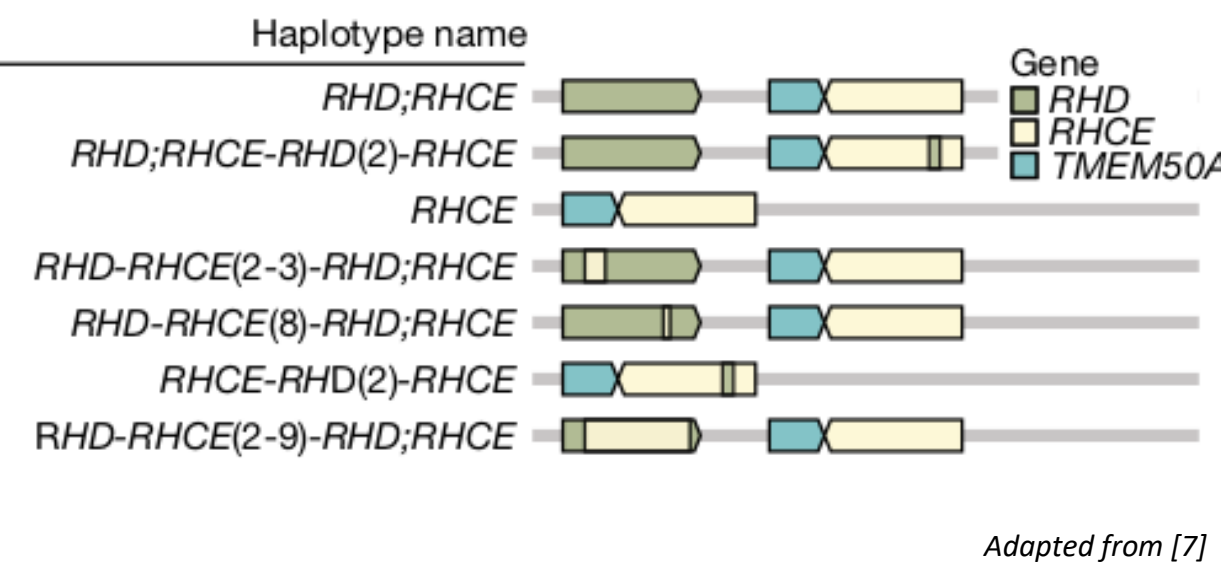 Haplotype name
Gene
RHD;RHCE
RHD
RHCE
TMEM50A
RHD;RHCE-RHD(2)-RHCE
RHCE
RHD-RHCE(2-3)-RHD;RHCE
RHD-RHCE(8)-RHD;RHCE
RHCE-RHD(2)-RHCE
RHD-RHCE(2-9)-RHD;RHCE
Adapted from [7]